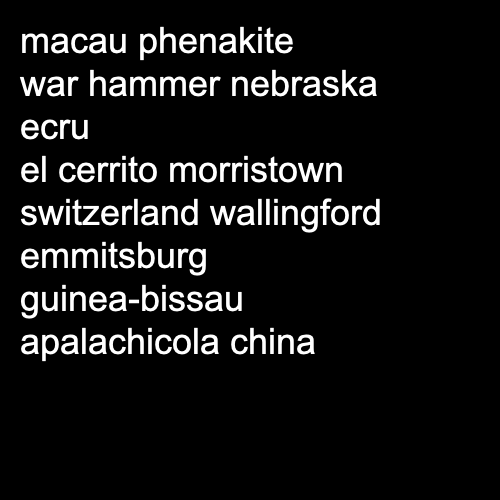 macau phenakite
war hammer nebraska
ecru
el cerrito morristown
switzerland wallingford
emmitsburg
guinea-bissau
apalachicola china